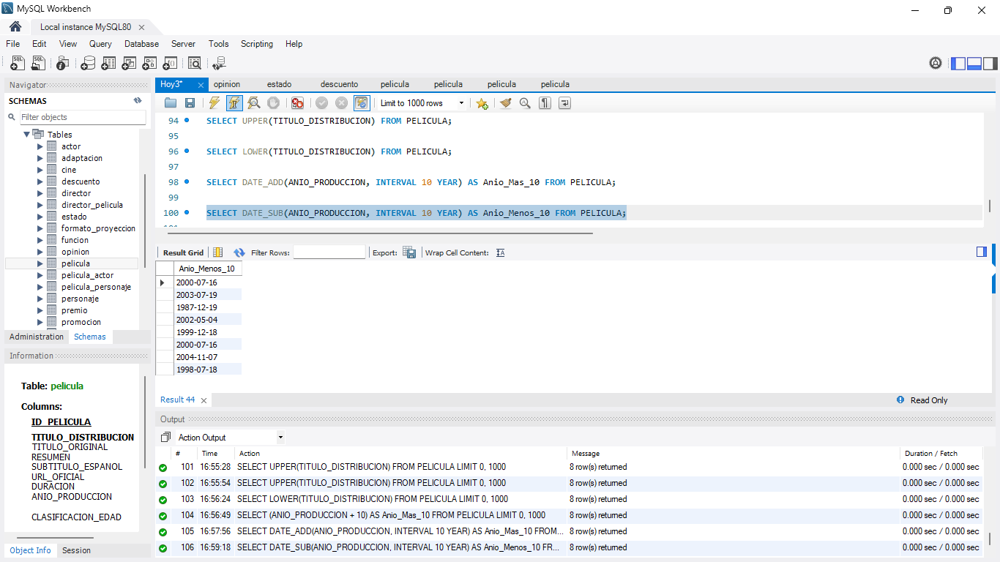 MySQL Workbench
Local instance MySQL80
File Edit View Query Database Server Tools Scripting Help
Navigator
SCHEMAS
Filter objects
Tables
actor
adaptacion
cine
descuento
director
director_pelicula
estado
formato_proyeccion
funcion
opinion
pelicula
pelicula_actor
pelicula_personaje
personaje
premio
promocion
Administration Schemas
Information
Table: pelicula
Columns:
ID_PELICULA
TITULO_DISTRIBUCION
TITULO_ORIGINAL
RESUMEN
SUBTITULO_ESPANOL
URL_OFICIAL
DURACION
ANIO_PRODUCCION
CLASIFICACION_EDAD
Object Info Session
Hoy3* opinion estado descuento pelicula pelicula pelicula pelicula
Limit to 1000 rows
94 SELECT UPPER(TITULO_DISTRIBUCION) FROM PELICULA;
95
96 SELECT LOWER(TITULO_DISTRIBUCION) FROM PELICULA;
97
98 SELECT DATE_ADD(ANIO_PRODUCCION, INTERVAL 10 YEAR) AS Anio_Mas_10 FROM PELICULA;
99
100 SELECT DATE_SUB(ANIO_PRODUCCION, INTERVAL 10 YEAR) AS Anio_Menos_10 FROM PELICULA;
Result Grid Filter Rows: Export: Wrap Cell Content:
Anio_Menos_10
2000-07-16
2003-07-19
1987-12-19
2002-05-04
1999-12-18
2000-07-16
2004-11-07
1998-07-18
Result 44 Read Only
Output
Action Output
# Time Action Message Duration / Fetch
101 16:55:28 SELECT UPPER(TITULO_DISTRIBUCION) FROM PELICULA LIMIT 0, 1000 8 row(s) returned 0.000 sec / 0.000 sec
102 16:55:54 SELECT UPPER(TITULO_DISTRIBUCION) FROM PELICULA LIMIT 0, 1000 8 row(s) returned 0.000 sec / 0.000 sec
103 16:56:24 SELECT LOWER(TITULO_DISTRIBUCION) FROM PELICULA LIMIT 0, 1000 8 row(s) returned 0.000 sec / 0.000 sec
104 16:56:49 SELECT (ANIO_PRODUCCION + 10) AS Anio_Mas_10 FROM PELICULA LIMIT 0, 1000 8 row(s) returned 0.000 sec / 0.000 sec
105 16:57:56 SELECT DATE_ADD(ANIO_PRODUCCION, INTERVAL 10 YEAR) AS Anio_Mas_10 FROM... 8 row(s) returned 0.000 sec / 0.000 sec
106 16:59:18 SELECT DATE_SUB(ANIO_PRODUCCION, INTERVAL 10 YEAR) AS Anio_Menos_10 FR... 8 row(s) returned 0.000 sec / 0.000 sec